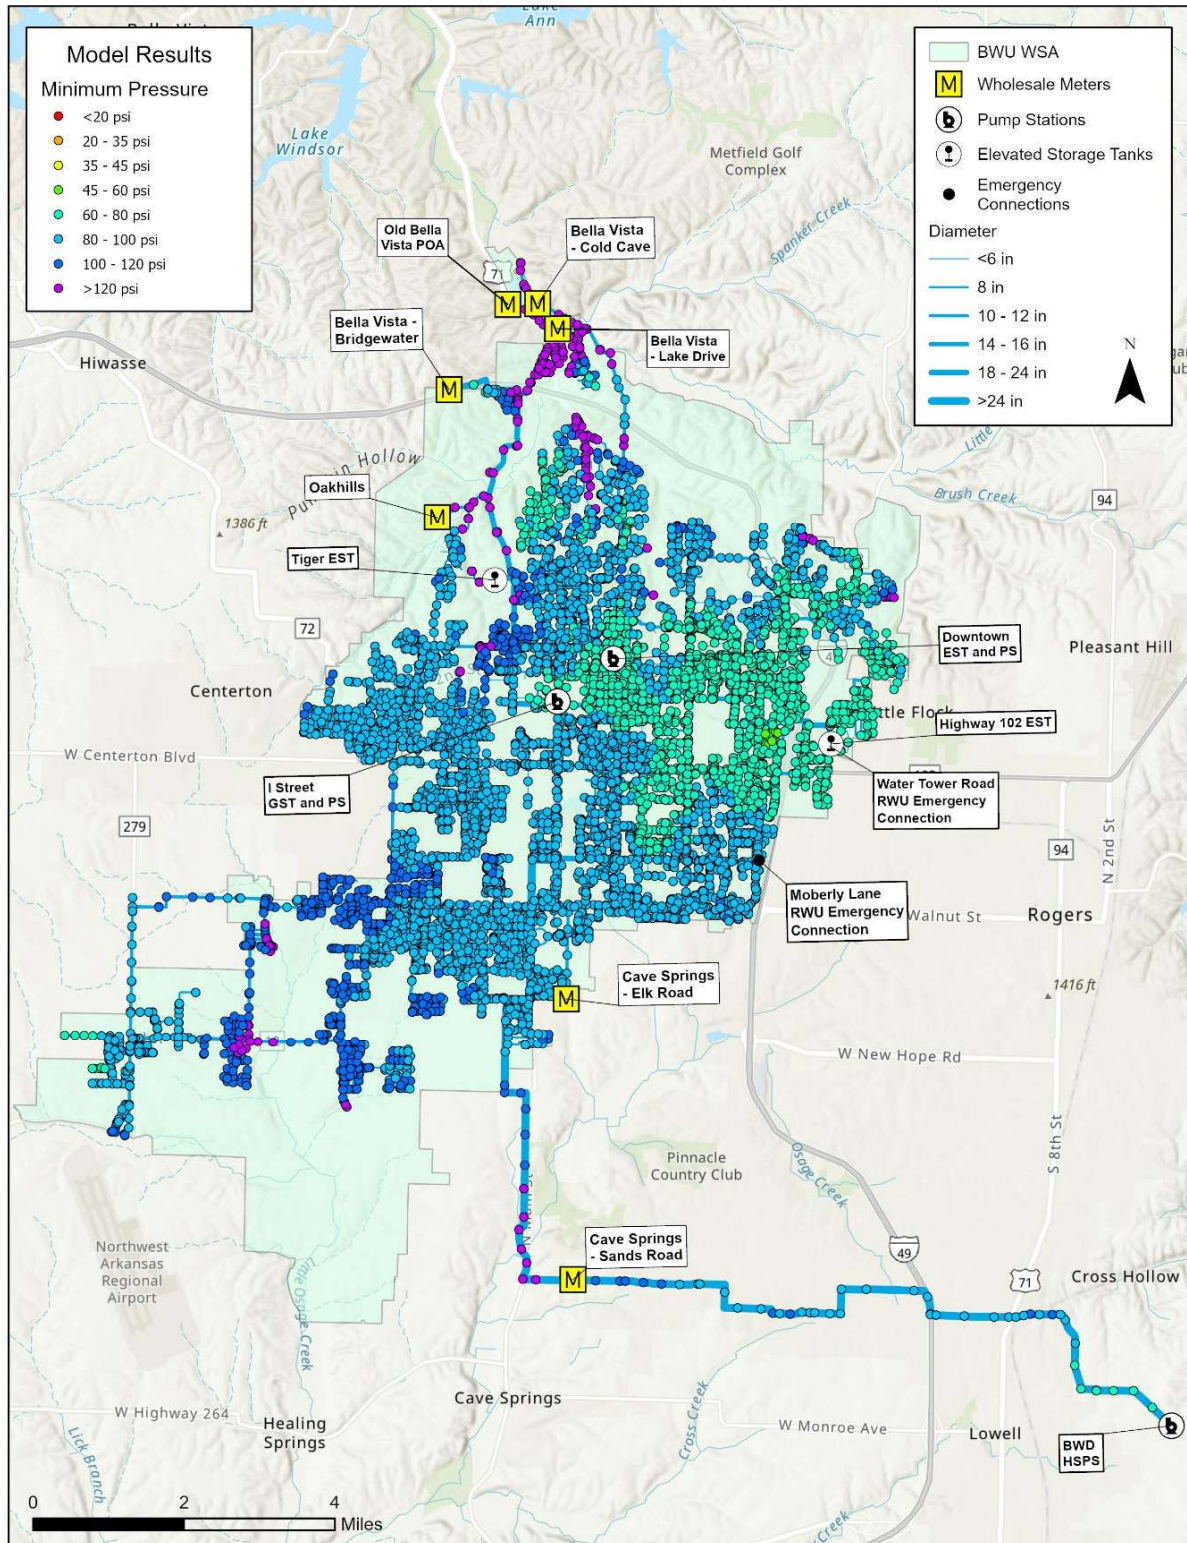 Lake
Ann
Model Results
Minimum Pressure
<20 psi
20 - 35 psi
35 - 45 psi
45 - 60 psi
60 - 80 psi
80 - 100 psi
100 - 120 psi
>120 psi
BWU WSA
M
Wholesale Meters
Pump Stations
Elevated Storage Tanks
Emergency
Connections
Diameter
<6 in
8 in
10 - 12 in
14 - 16 in
18 - 24 in
>24 in
N
Lake
Windsor
Metfield Golf
Complex
Spanker Creek
Old Bella
Vista POA
Bella Vista
- Cold Cave
71
M
M
M
Bella Vista -
Bridgewater
Bella Vista
- Lake Drive
Hiwasse
M
Little
Brush Creek
94
Oakhills
M
1386 ft
Tiger EST
72
Downtown
EST and PS
Pleasant Hill
Centerton
Highway 102 EST
W Centerton Blvd
I Street
GST and PS
Water Tower Road
RWU Emergency
Connection
279
94
N 2nd St
Moberly Lane
RWU Emergency
Connection
Walnut St
Rogers
Cave Springs
- Elk Road
M
1416 ft
W New Hope Rd
S 8th St
Pinnacle
Country Club
Osage Creek
Northwest
Arkansas
Regional
Airport
Little Osage Creek
Cave Springs
- Sands Road
M
49
71
Cross Hollow
Cave Springs
Cross Creek
W Highway 264
Healing
Springs
W Monroe Ave
Lowell
BWD
HSPS
Lick Branch
0 2 4
Miles